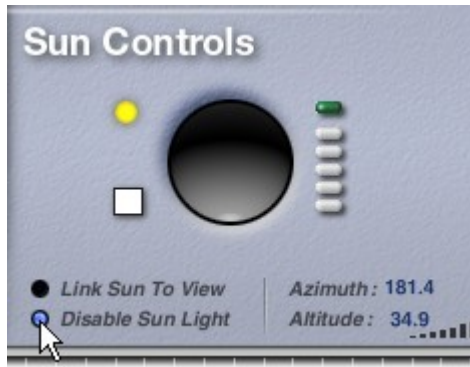 Sun Controls
Link Sun To View
Azimuth: 181.4
Disable Sun Light
Altitude: 34.9